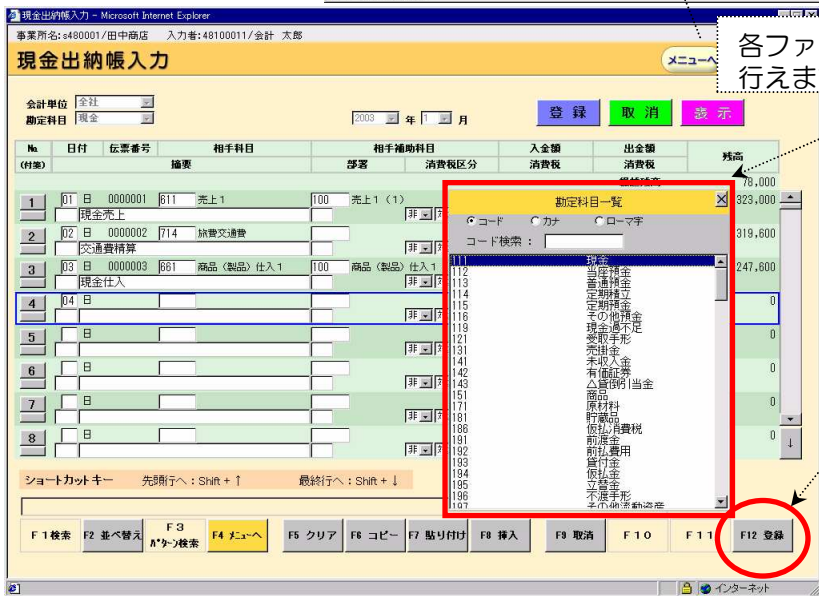 現金出納帳入力 - Microsoft Internet Explorer
事業所名:s480001/田中商店 入力者:48100011/会計 太郎
現金出納帳入力
メニューへ
各ファ
行えま
会計単位 全社
勘定科目 現金
2003 年 1 月
登 録 取 消 表 示
No. 日付 伝票番号 相手科目 相手補助科目 入金額 出金額 残高
(付箋) 摘要 部署 消費税区分 消費税 消費税
78,000
1 01 日 0000001 611 売上1 100 売上1 (1) 323,000
現金売上 非
2 02 日 0000002 714 旅費交通費 319,600
交通費精算 非
3 03 日 0000003 661 商品(製品)仕入1 100 商品(製品)仕入1 247,600
現金仕入 非
4 04 日 0
非
5 日 0
非
6 日 0
非
7 日 0
非
8 日 0
非
↓
勘定科目一覧
コード カナ ローマ字
コード検索:
111 現金
112 当座預金
113 普通預金
114 定期積立
115 定期預金
116 その他預金
119 現金過不足
121 受取手形
131 売掛金
141 未収入金
142 有価証券
143 △貸倒引当金
151 商品
171 原材料
181 貯蔵品
186 仮払消費税
191 前渡金
192 前払費用
193 貸付金
194 仮払金
195 立替金
196 不渡手形
197 その他流動資産
ショートカットキー 先頭行へ:Shift + ↑ 最終行へ:Shift + ↓
F1検索 F2 並べ替え F3 パターン検索 F4 メニューへ F5 クリア F6 コピー F7 貼り付け F8 挿入 F9 取消 F10 F11 F12 登録
インターネット